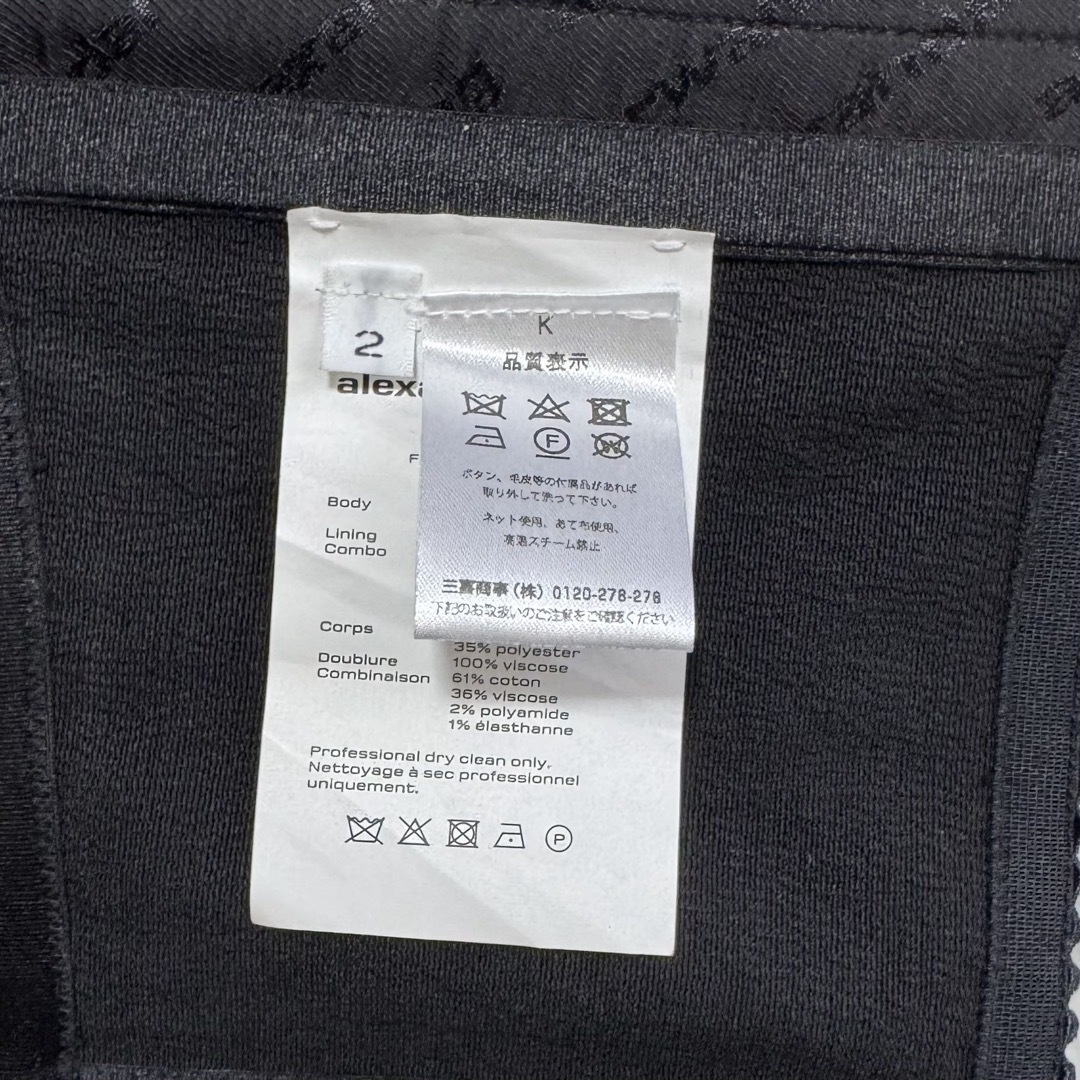 2
alex
F
Body
Lining
Combo
Corps
Doublure
Combinaison
35% polyester
100% viscose
61% coton
36% viscose
2% polyamide
1% élasthanne
Professional dry clean only.
Nettoyage à sec professionnel
uniquement.
P
K
品質表示
F
W
ボタン、毛皮等の付属品があれば
取り外して洗って下さい。
ネット使用、あて布使用、
高温スチーム禁止
三喜商事(株) 0120-278-278
下記のお取扱いのご注意をご確認ください